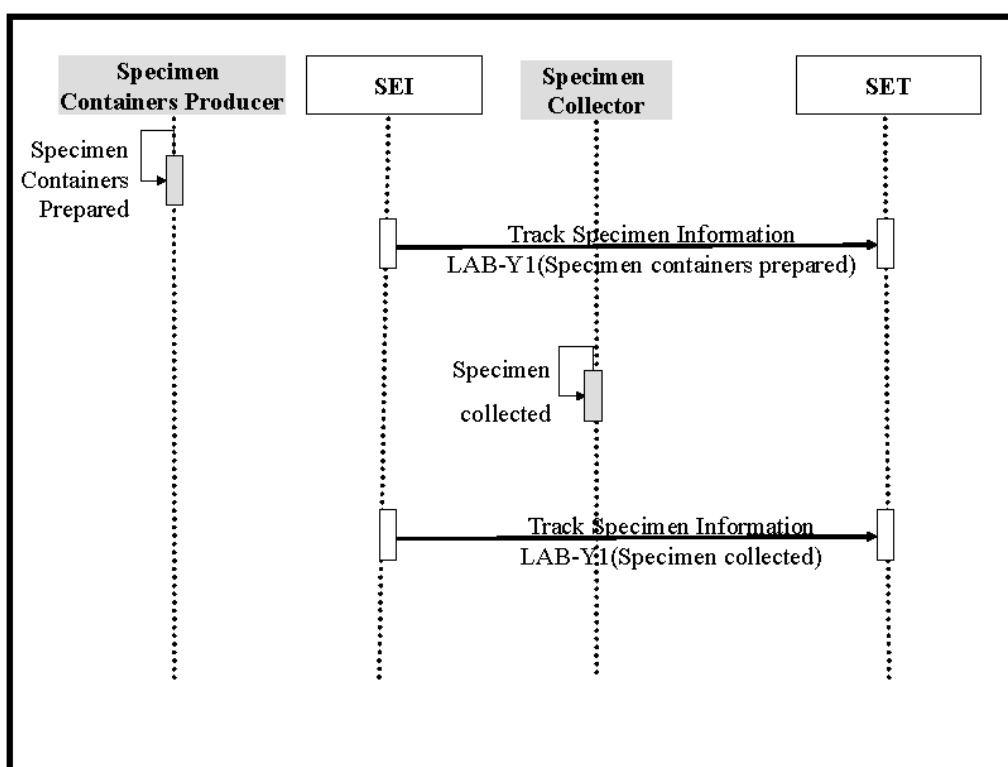 Specimen
Containers Producer
SEI
Specimen
Collector
SET
Specimen
Containers
Prepared
Track Specimen Information
LAB-Y1(Specimen containers prepared)
Specimen
collected
Track Specimen Information
LAB-Y1(Specimen collected)